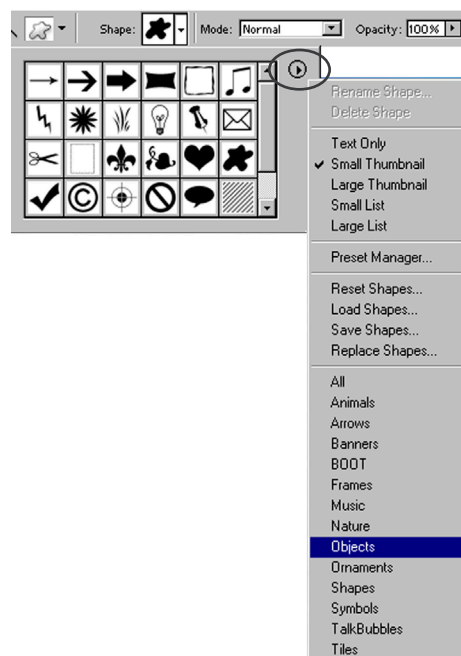 Shape: Mode: Normal Opacity: 100%
Rename Shape...
Delete Shape
Text Only
Small Thumbnail
Large Thumbnail
Small List
Large List
Preset Manager...
Reset Shapes...
Load Shapes...
Save Shapes...
Replace Shapes...
All
Animals
Arrows
Banners
BOOT
Frames
Music
Nature
Objects
Ornaments
Shapes
Symbols
TalkBubbles
Tiles